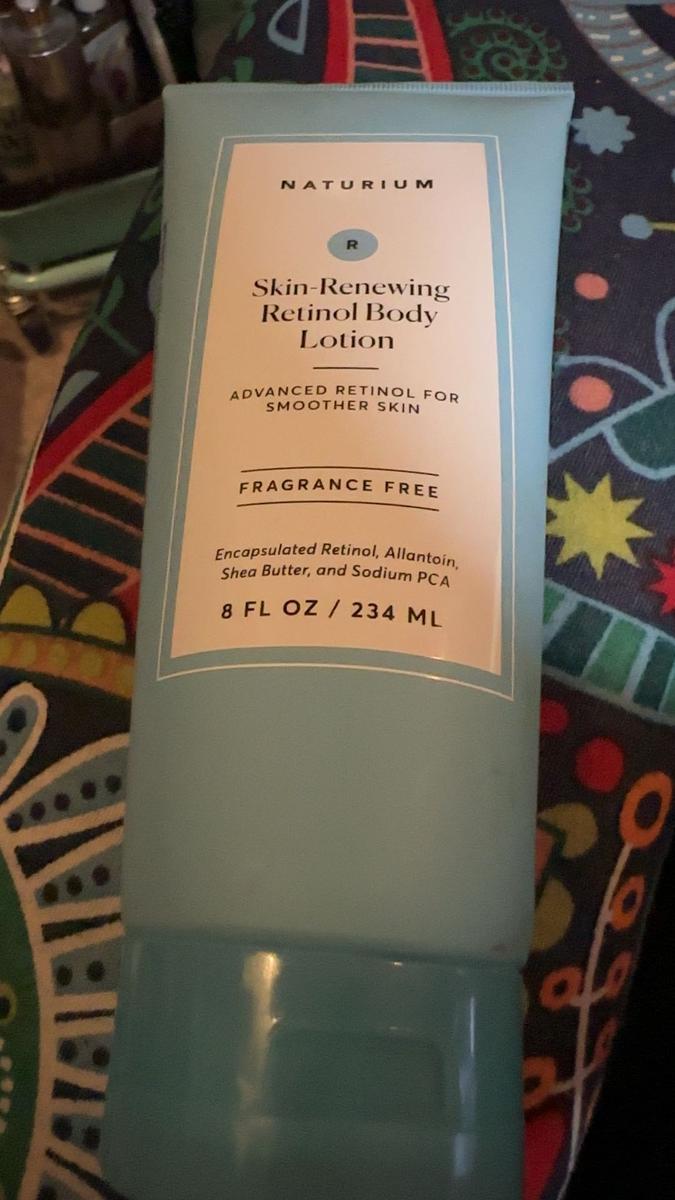 NATURIUM
R
Skin-Renewing
Retinol Body
Lotion
ADVANCED RETINOL FOR
SMOOTHER SKIN
FRAGRANCE FREE
Encapsulated Retinol, Allantoin,
Shea Butter, and Sodium PCA
8 FL OZ / 234 ML